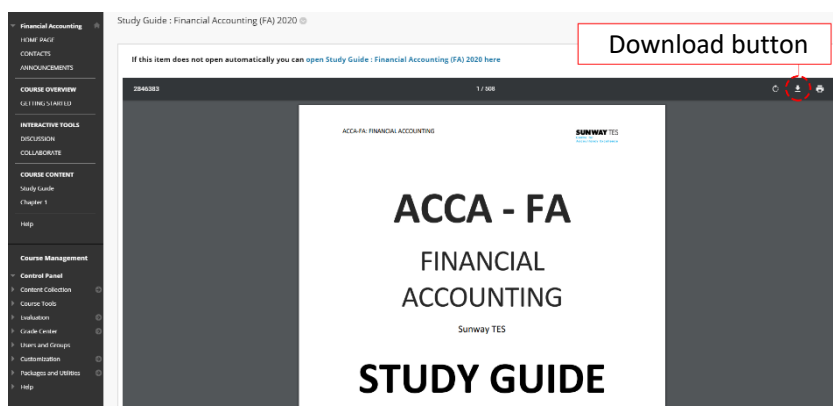 Financial Accounting
HOME PAGE
CONTACTS
ANNOUNCEMENTS
COURSE OVERVIEW
GETTING STARTED
INTERACTIVE TOOLS
DISCUSSION
COLLABORATE
COURSE CONTENT
Study Guide
Chapter 1
Help
Course Management
Control Panel
Content Collection
Course Tools
Evaluation
Grade Center
Users and Groups
Customization
Packages and Utilities
Help
Study Guide : Financial Accounting (FA) 2020
Download button
If this item does not open automatically you can open Study Guide : Financial Accounting (FA) 2020 here
2846383
1 / 508
ACCA-FA: FINANCIAL ACCOUNTING
SUNWAY TES
ACCA - FA
FINANCIAL
ACCOUNTING
Sunway TES
STUDY GUIDE